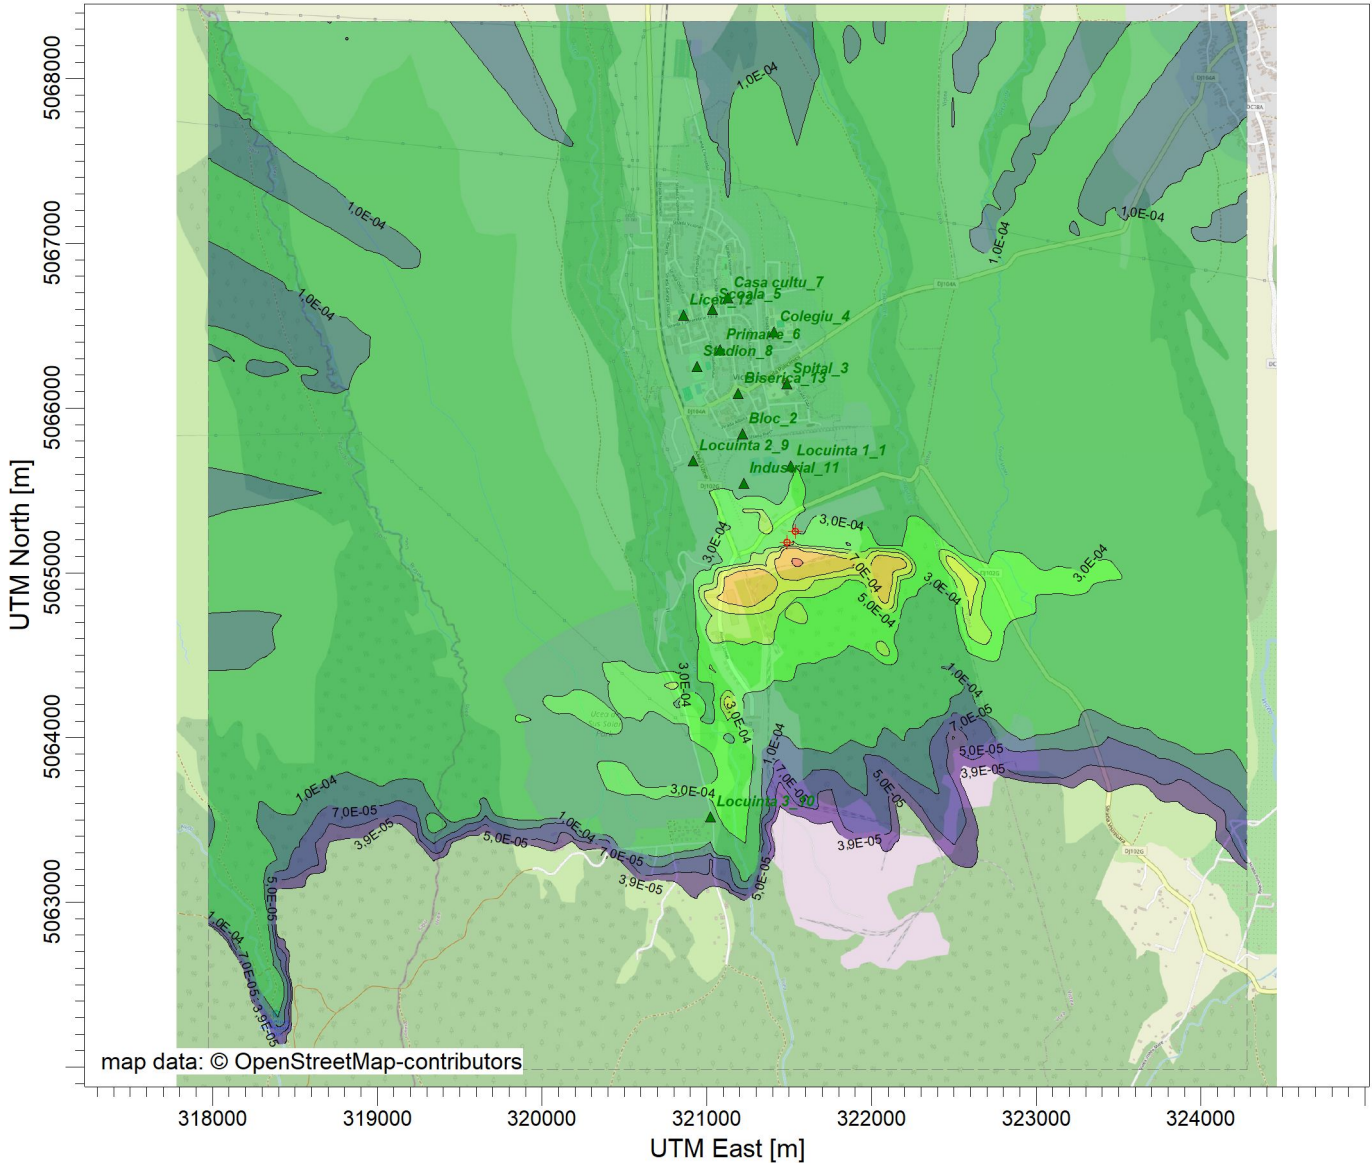 UTM North [m]
5068000
5067000
5066000
5065000
5064000
5063000
1,0E-04
1,0E-04
1,0E-04
1,0E-04
1,0E-04
DJ104A
DC18A
DJ104A
Casa cultu_7
Scoala_5
Liceu_12
Colegiu_4
Primarie_6
Stadion_8
Spital_3
Biserica_13
DJ104A
Bloc_2
Locuinta 2_9
Locuinta 1_1
Industrial_11
3,0E-04
3,0E-04
3,0E-04
7,0E-04
3,0E-04
5,0E-04
DJ102G
3,0E-04
3,0E-04
1,0E-04
7,0E-05
1,0E-04
5,0E-05
7,0E-05
3,9E-05
5,0E-05
3,0E-04
Locuinta 3_10
1,0E-04
7,0E-05
3,9E-05
5,0E-05
1,0E-04
7,0E-05
3,9E-05
5,0E-05
3,9E-05
DJ102G
5,0E-05
1,0E-04
7,0E-05
3,9E-05
map data: © OpenStreetMap-contributors
318000
319000
320000
321000
322000
323000
324000
UTM East [m]